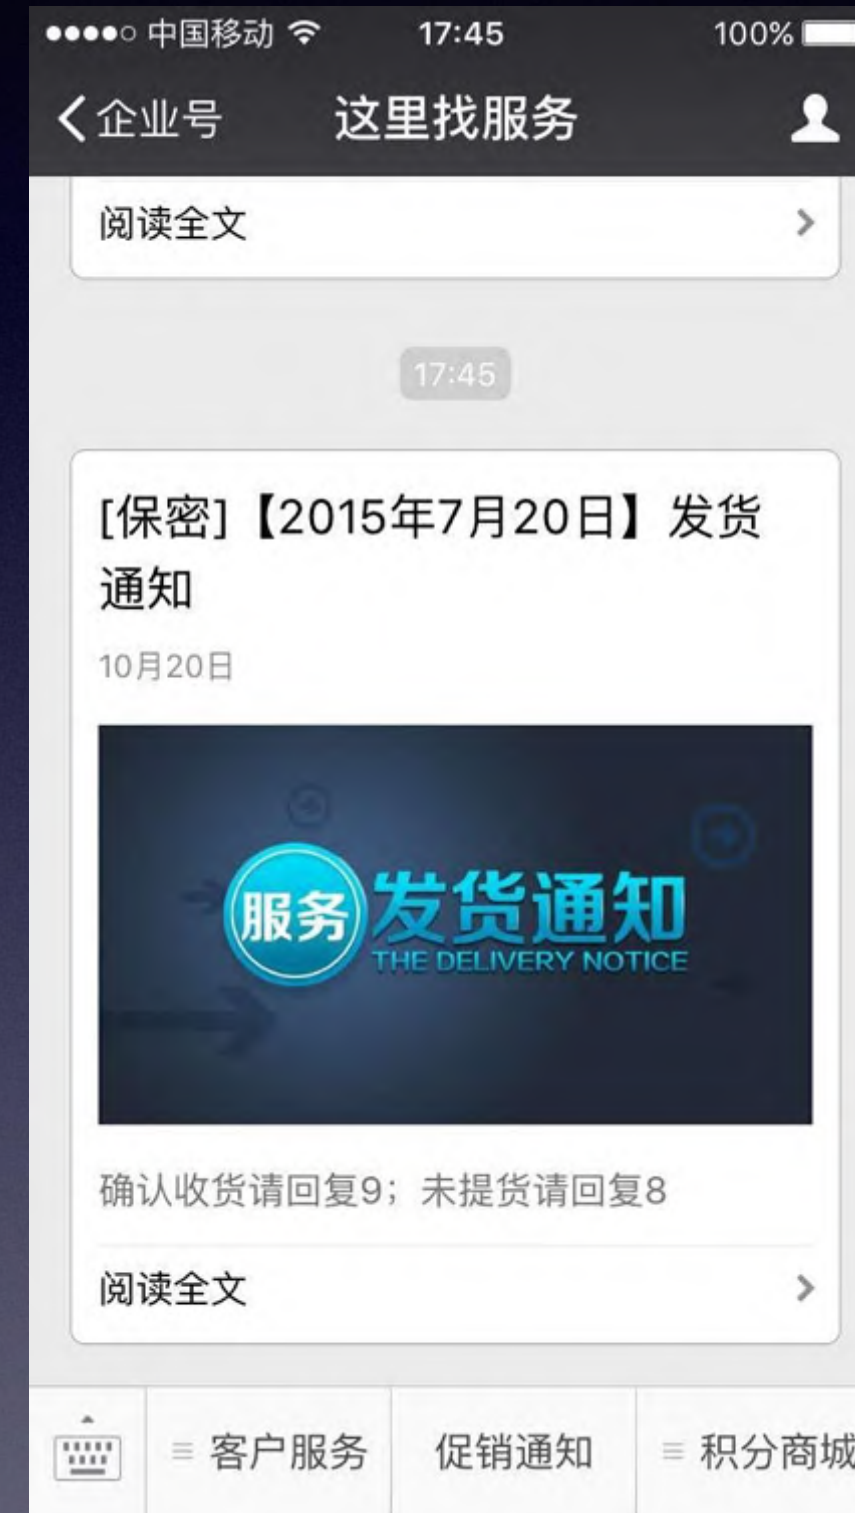 中国移动 17:45 100%
企业号 这里找服务
阅读全文
17:45
[保密]【2015年7月20日】发货
通知
10月20日
服务 发货通知
THE DELIVERY NOTICE
确认收货请回复9；未提货请回复8
阅读全文
客户服务 促销通知 积分商城